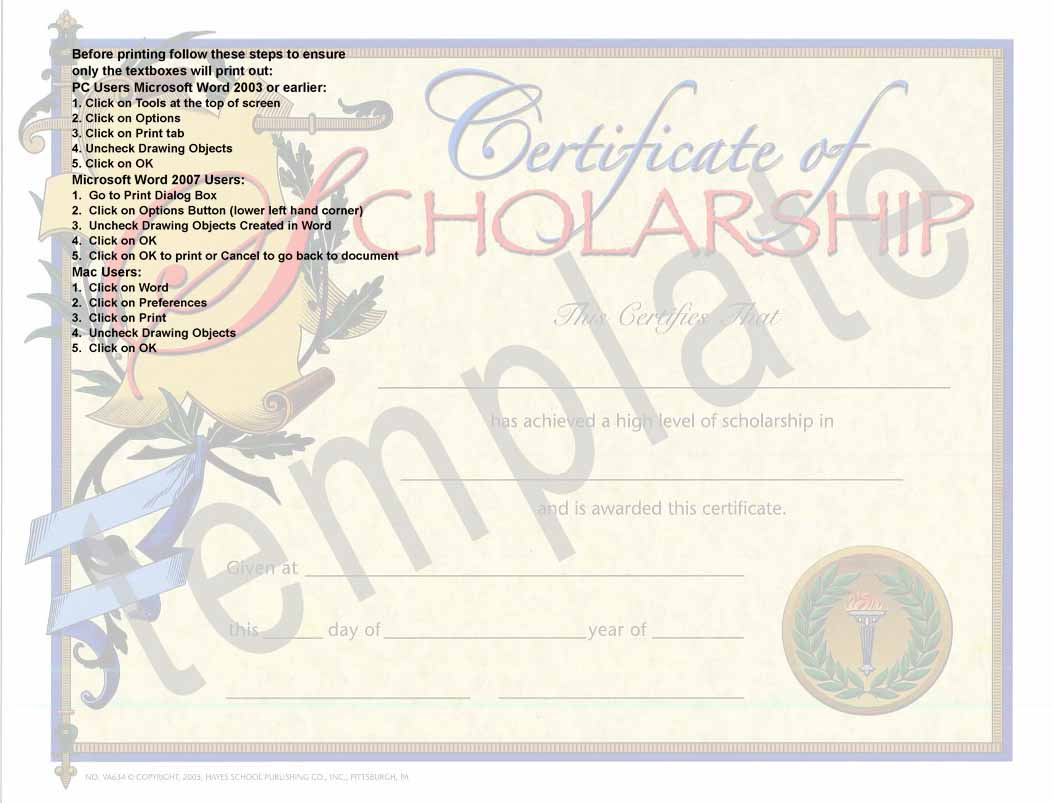 Before printing follow these steps to ensure
only the textboxes will print out:
PC Users Microsoft Word 2003 or earlier:
1. Click on Tools at the top of screen
2. Click on Options
3. Click on Print tab
4. Uncheck Drawing Objects
5. Click on OK
Microsoft Word 2007 Users:
1. Go to Print Dialog Box
2. Click on Options Button (lower left hand corner)
3. Uncheck Drawing Objects Created in Word
4. Click on OK
5. Click on OK to print or Cancel to go back to document
Mac Users:
1. Click on Word
2. Click on Preferences
3. Click on Print
4. Uncheck Drawing Objects
5. Click on OK
Certificate of
SCHOLARSHIP
This Certifies That
has achieved a high level of scholarship in
and is awarded this certificate.
Given at
this day of year of
template
NO. VA634 © COPYRIGHT, 2003, HAYES SCHOOL PUBLISHING CO., INC., PITTSBURGH, PA